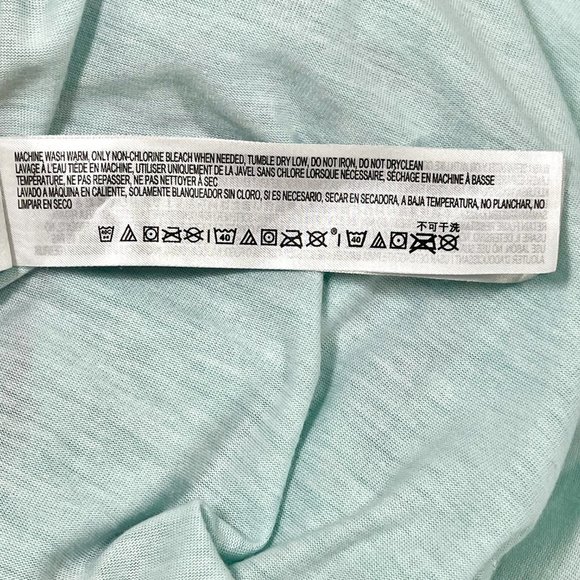 MACHINE WASH WARM, ONLY NON-CHLORINE BLEACH WHEN NEEDED, TUMBLE DRY LOW, DO NOT IRON, DO NOT DRYCLEAN
LAVAGE À L'EAU TIÈDE EN MACHINE, UTILISER UNIQUEMENT DE LA JAVEL SANS CHLORE LORSQUE NÉCESSAIRE, SÉCHAGE EN MACHINE A BASSE
TEMPÉRATURE, NE PAS REPASSER, NE PAS NETTOYER À SEC
LAVADO A MÁQUINA EN CALIENTE, SOLAMENTE BLANQUEADOR SIN CLORO, SI ES NECESARIO, SECAR EN SECADORA, A BAJA TEMPERATURA, NO PLANCHAR, NO
LIMPIAR EN SECO
不可干洗
40 40